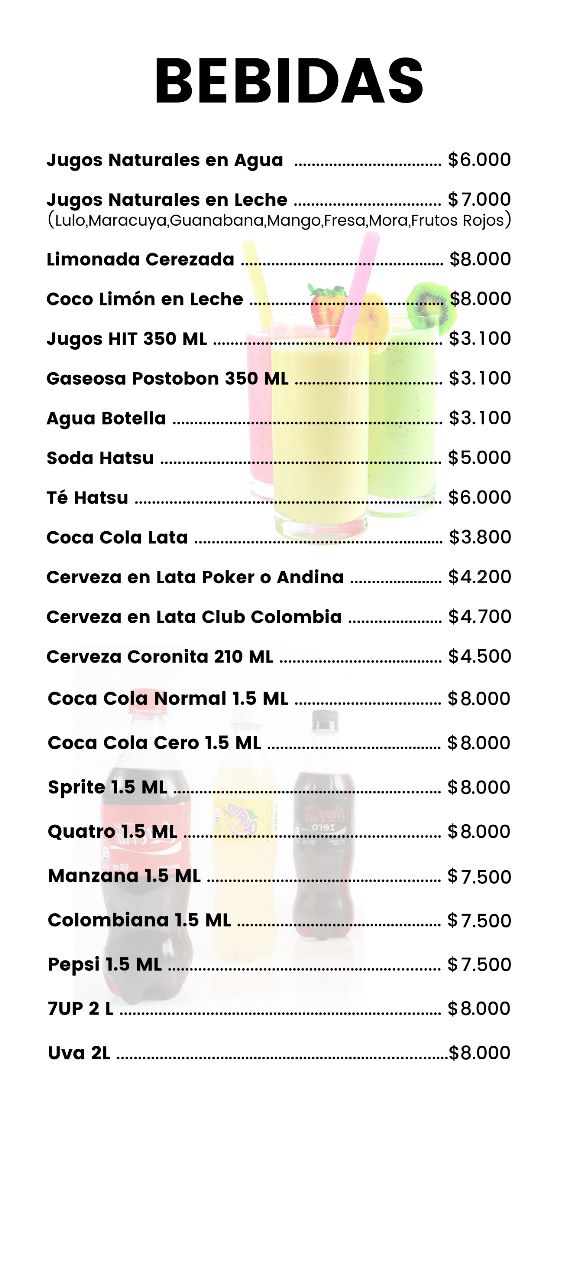 BEBIDAS
Jugos Naturales en Agua ........................................ $6.000
Jugos Naturales en Leche ........................................ $7.000
(Lulo,Maracuya,Guanabana,Mango,Fresa,Mora,Frutos Rojos)
Limonada Cerezada ........................................ $8.000
Coco Limón en Leche ........................................ $8.000
Jugos HIT 350 ML ........................................ $3.100
Gaseosa Postobon 350 ML ........................................ $3.100
Agua Botella ........................................ $3.100
Soda Hatsu ........................................ $5.000
Té Hatsu ........................................ $6.000
Coca Cola Lata ........................................ $3.800
Cerveza en Lata Poker o Andina ........................ $4.200
Cerveza en Lata Club Colombia ........................ $4.700
Cerveza Coronita 210 ML ........................................ $4.500
Coca Cola Normal 1.5 ML ........................................ $8.000
Coca Cola Cero 1.5 ML ........................................ $8.000
Sprite 1.5 ML ........................................ $8.000
Quatro 1.5 ML ........................................ $8.000
Manzana 1.5 ML ........................................ $7.500
Colombiana 1.5 ML ........................................ $7.500
Pepsi 1.5 ML ........................................ $7.500
7UP 2 L ........................................ $8.000
Uva 2L ........................................$8.000